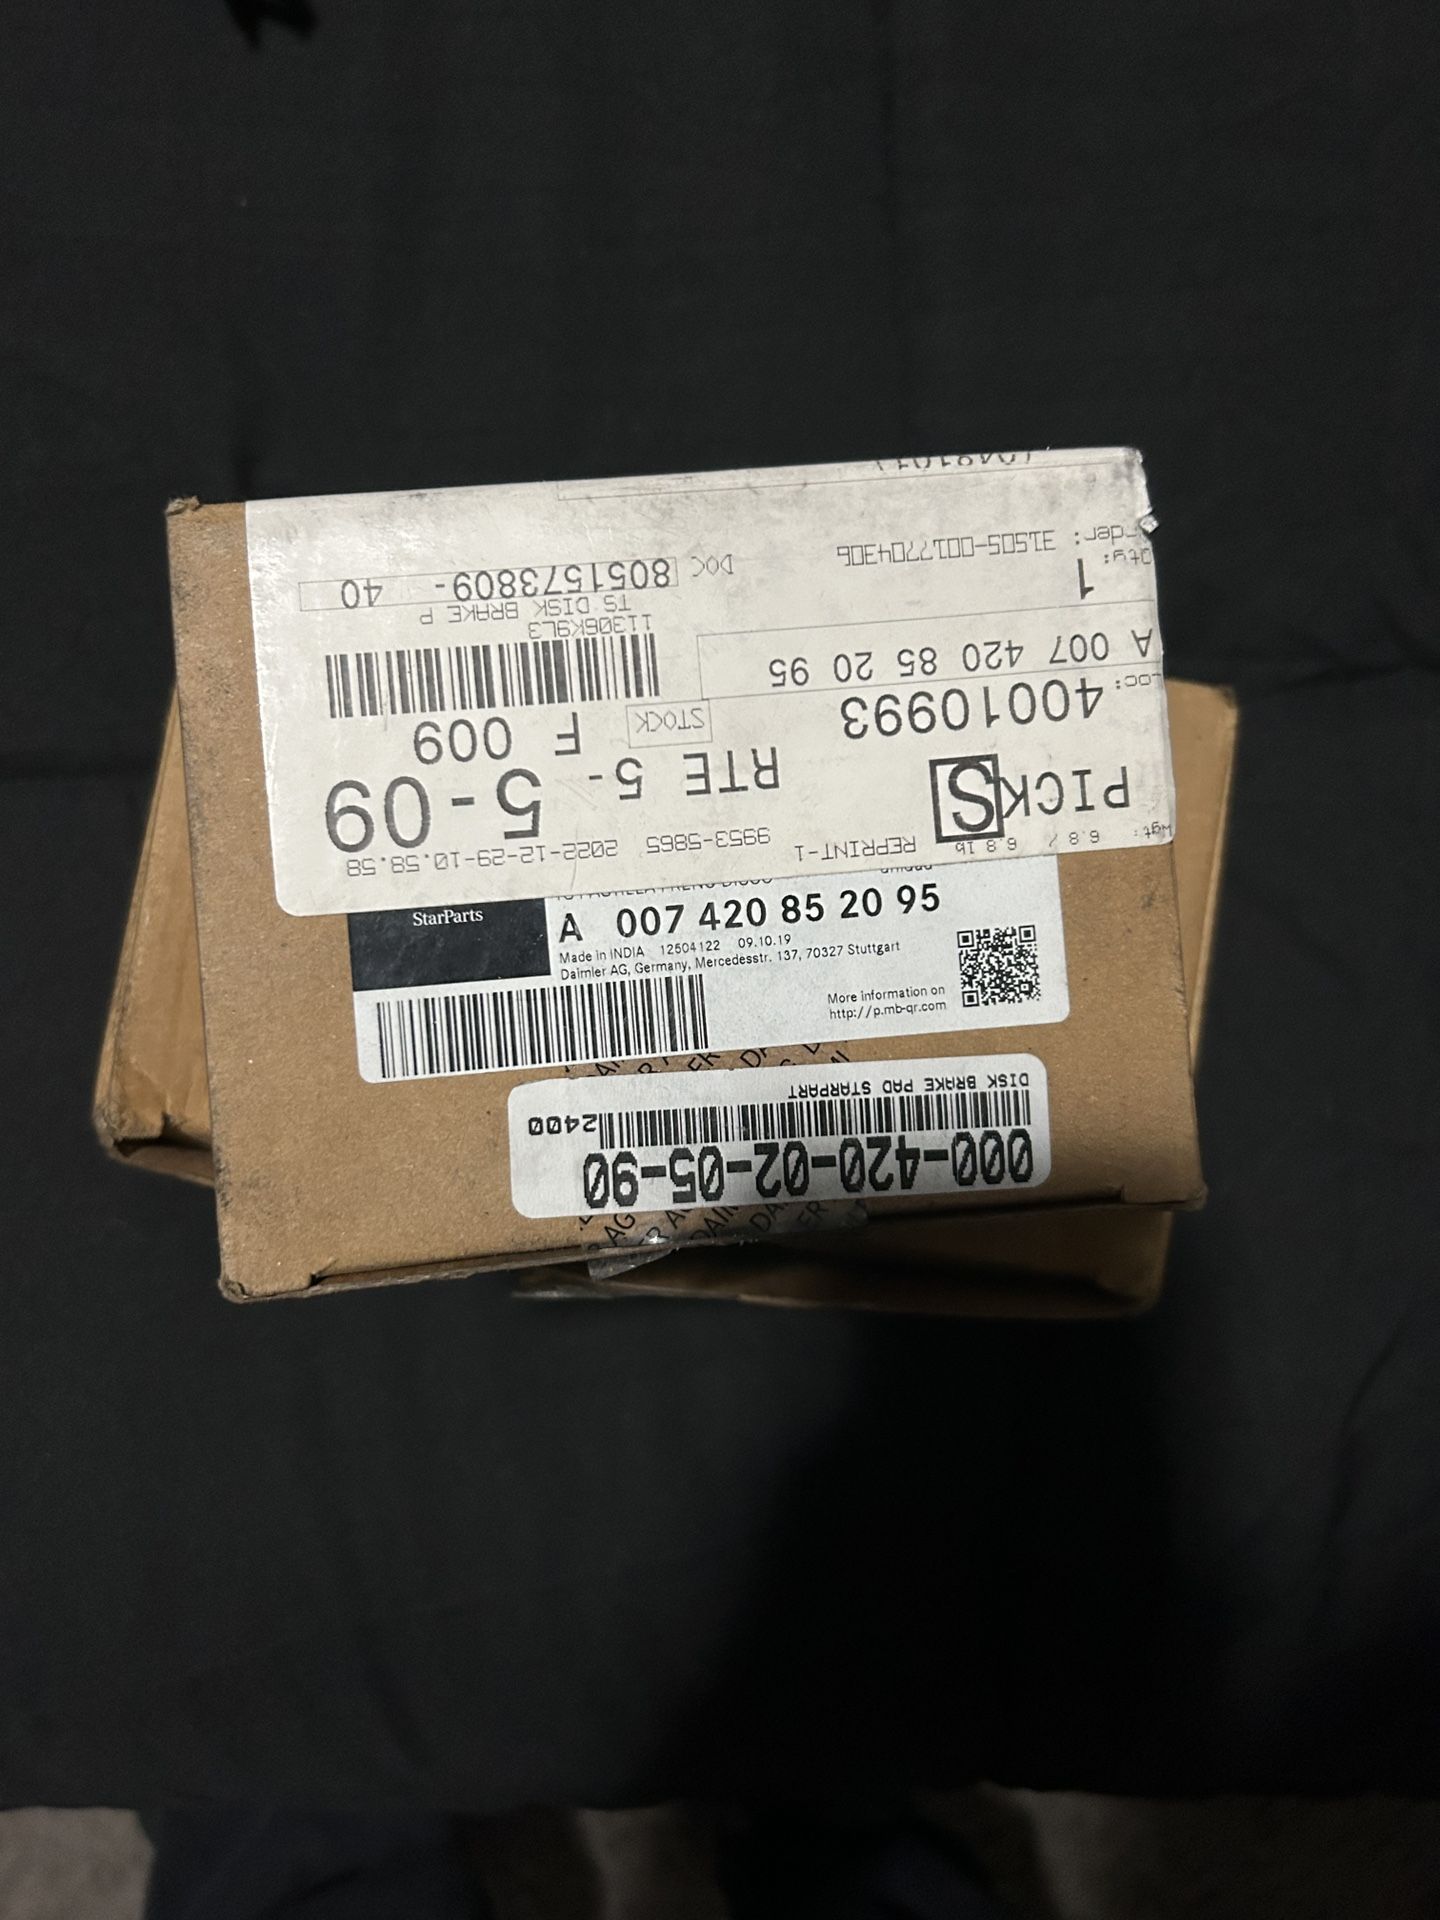 Order: 31505-001770430G
Qty: 1
DOC 8051573809- 40
TS DISK BRAKE P
11306K9L3
A 007 420 85 20 95
Loc: 40010993
STOCK F 009
PICK S RTE 5- 5-09
Wgt: 6.8 / 6.8 lb REPRINT-1 9953-5865 2022-12-29-10.59.58
StarParts
A 007 420 85 20 95
Made in INDIA 12504122 09.10.19
Daimler AG, Germany, Mercedesstr. 137, 70327 Stuttgart
More information on
http://p.mb-qr.com
000-420-02-05-90
2400
DISK BRAKE PAD STARPART